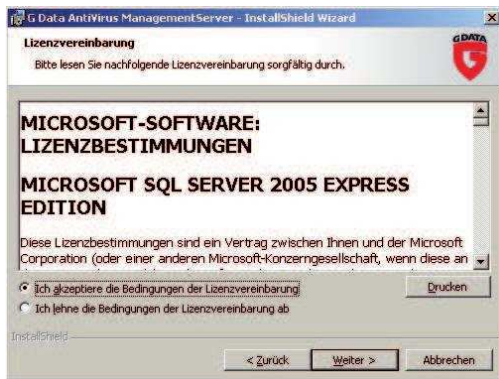 G Data AntiVirus ManagementServer - InstallShield Wizard
Lizenzvereinbarung
Bitte lesen Sie nachfolgende Lizenzvereinbarung sorgfältig durch.
GDATA
MICROSOFT-SOFTWARE:
LIZENZBESTIMMUNGEN
MICROSOFT SQL SERVER 2005 EXPRESS
EDITION
Diese Lizenzbestimmungen sind ein Vertrag zwischen Ihnen und der Microsoft
Corporation (oder einer anderen Microsoft-Konzerngesellschaft, wenn diese an
Ich akzeptiere die Bedingungen der Lizenzvereinbarung
Drucken
Ich lehne die Bedingungen der Lizenzvereinbarung ab
InstallShield
< Zurück
Weiter >
Abbrechen